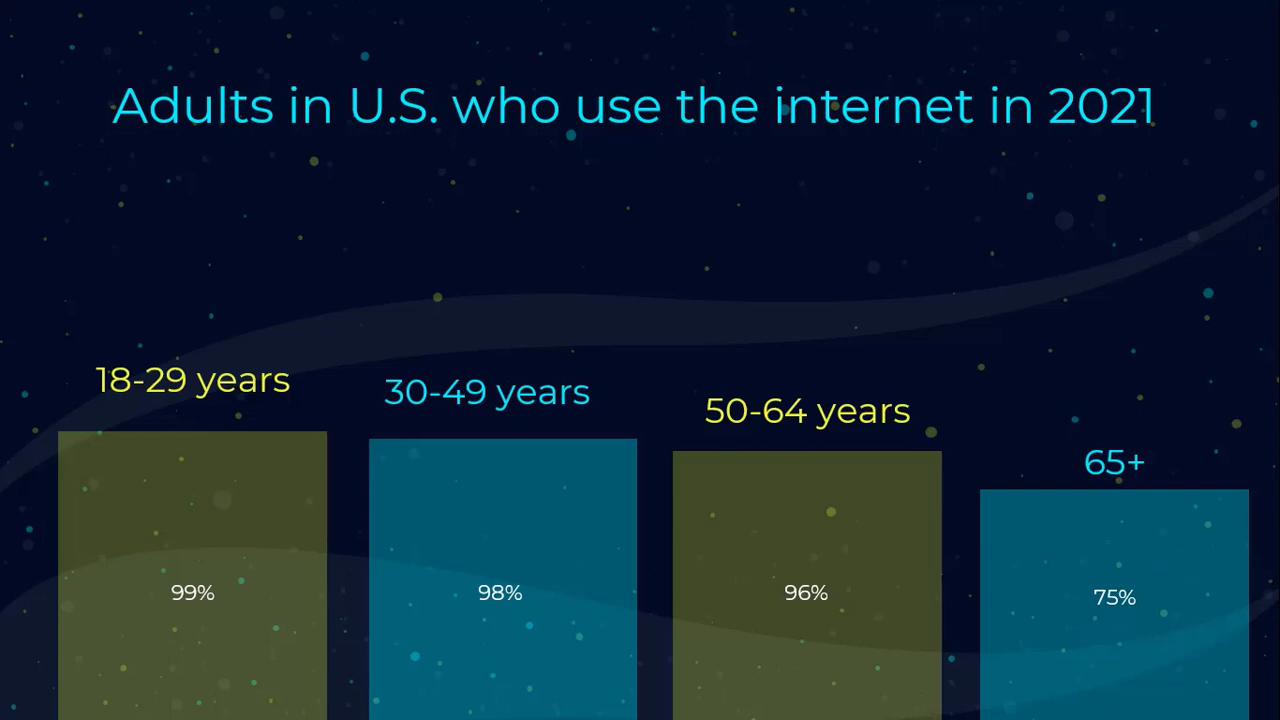 Adults in U.S. who use the internet in 2021
18-29 years
30-49 years
50-64 years
65+
99%
98%
96%
75%